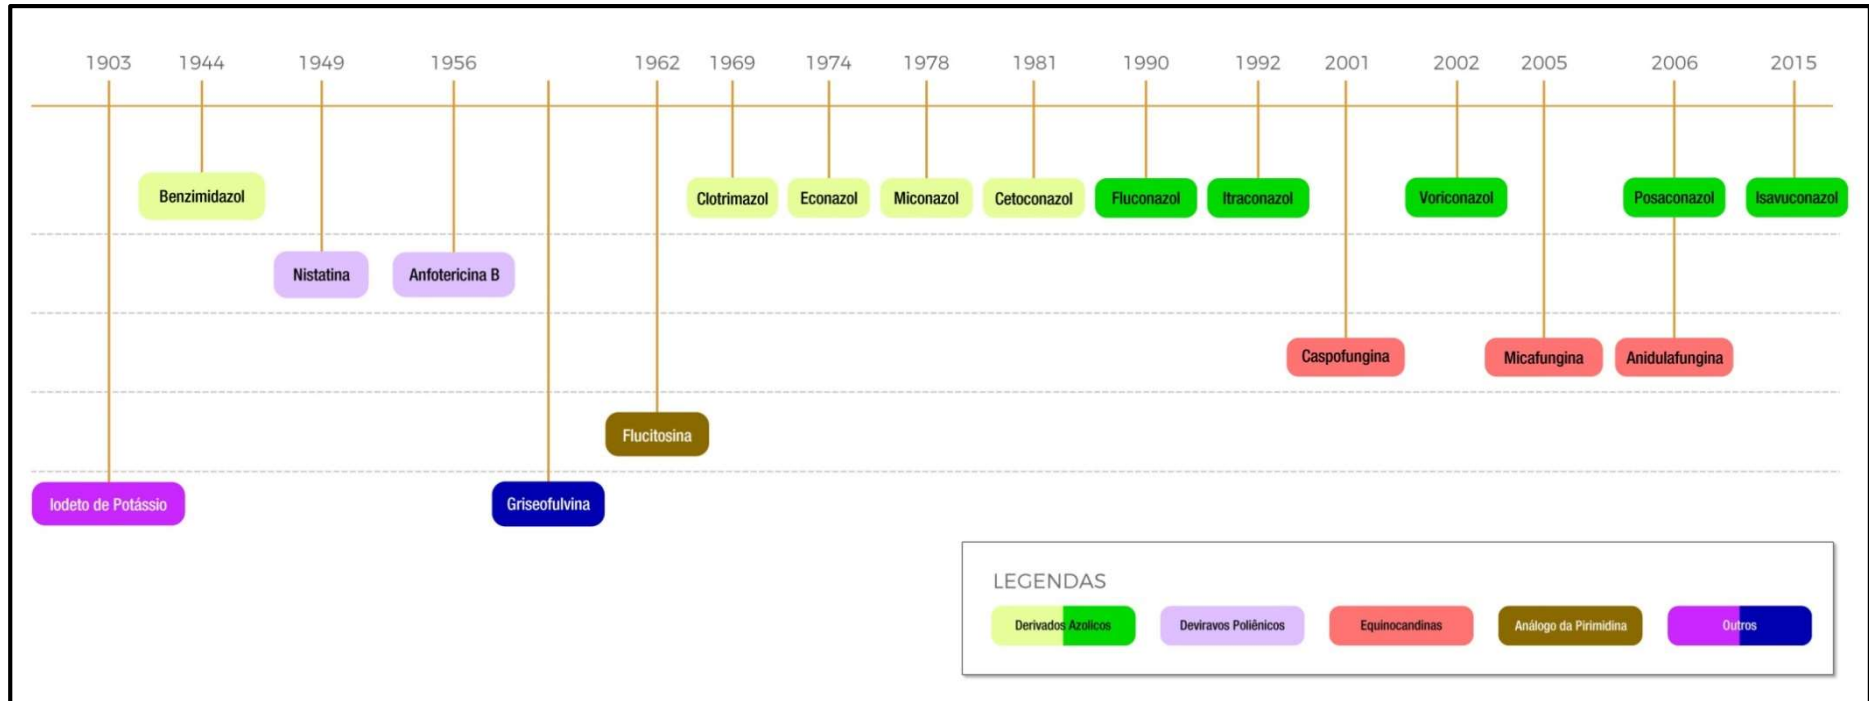 1903 1944 1949 1956 1962 1969 1974 1978 1981 1990 1992 2001 2002 2005 2006 2015
Benzimidazol Clotrimazol Econazol Miconazol Cetoconazol Fluconazol Itraconazol Voriconazol Posaconazol Isavuconazol
Nistatina Anfotericina B
Caspofungina Micafungina Anidulafungina
Flucitosina
Iodeto de Potássio Griseofulvina
LEGENDAS
Derivados Azolicos Deviravos Poliênicos Equinocandinas Análogo da Pirimidina Outros